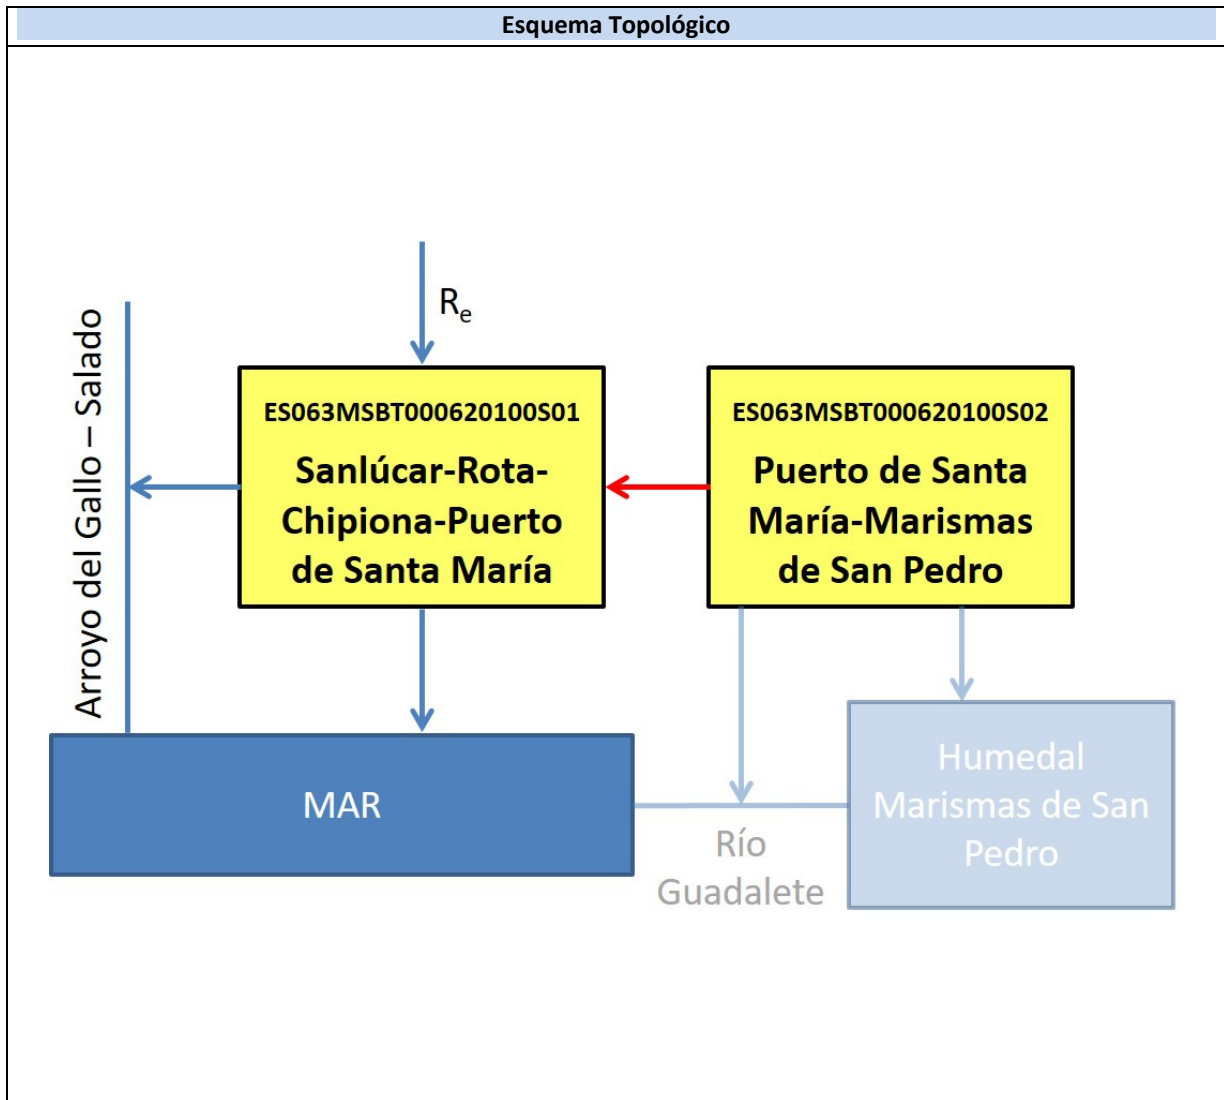 Esquema Topológico
Arroyo del Gallo – Salado
Re
ES063MSBT000620100S01
Sanlúcar-Rota-
Chipiona-Puerto
de Santa María
ES063MSBT000620100S02
Puerto de Santa
María-Marismas
de San Pedro
MAR
Río
Guadalete
Humedal
Marismas de San
Pedro